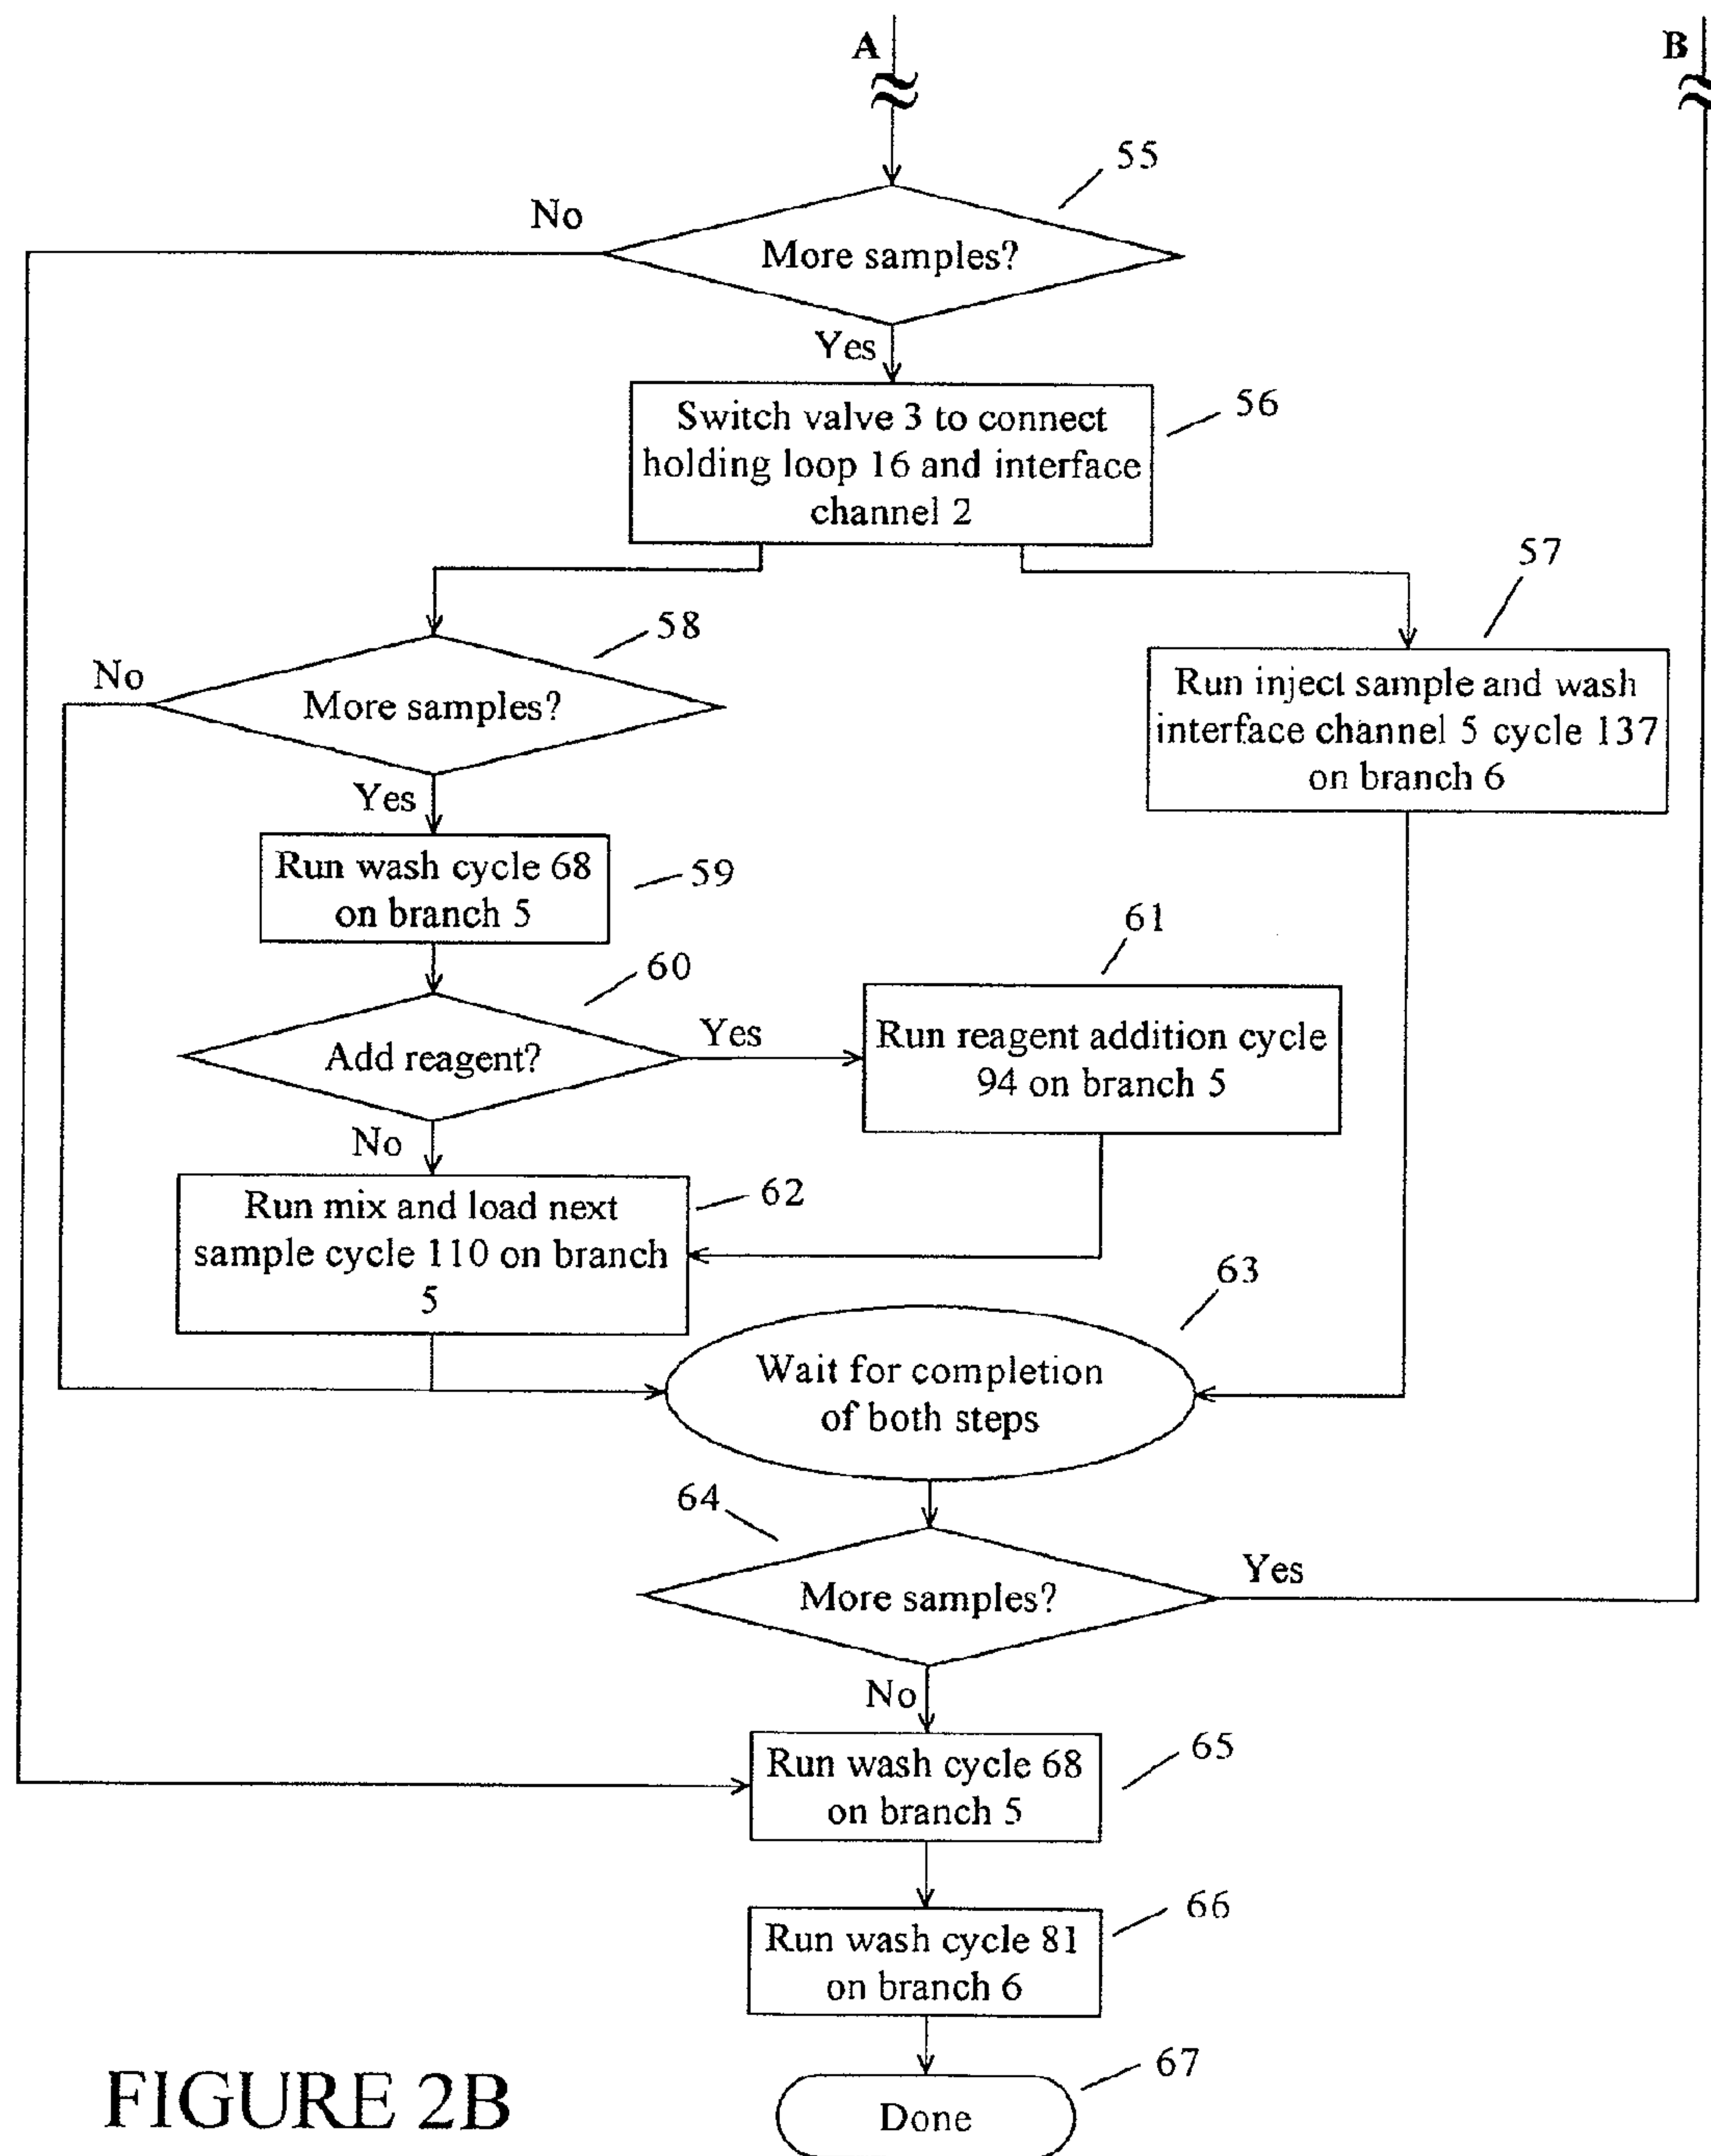 A
B
55
No
More samples?
Yes
56
Switch valve 3 to connect
holding loop 16 and interface
channel 2
57
58
No
Run inject sample and wash
interface channel 5 cycle 137
on branch 6
More samples?
Yes
Run wash cycle 68
on branch 5
59
61
60
Yes
Run reagent addition cycle
94 on branch 5
Add reagent?
No
62
Run mix and load next
sample cycle 110 on branch
5
63
Wait for completion
of both steps
64
Yes
More samples?
No
65
Run wash cycle 68
on branch 5
66
Run wash cycle 81
on branch 6
67
Done
FIGURE 2B